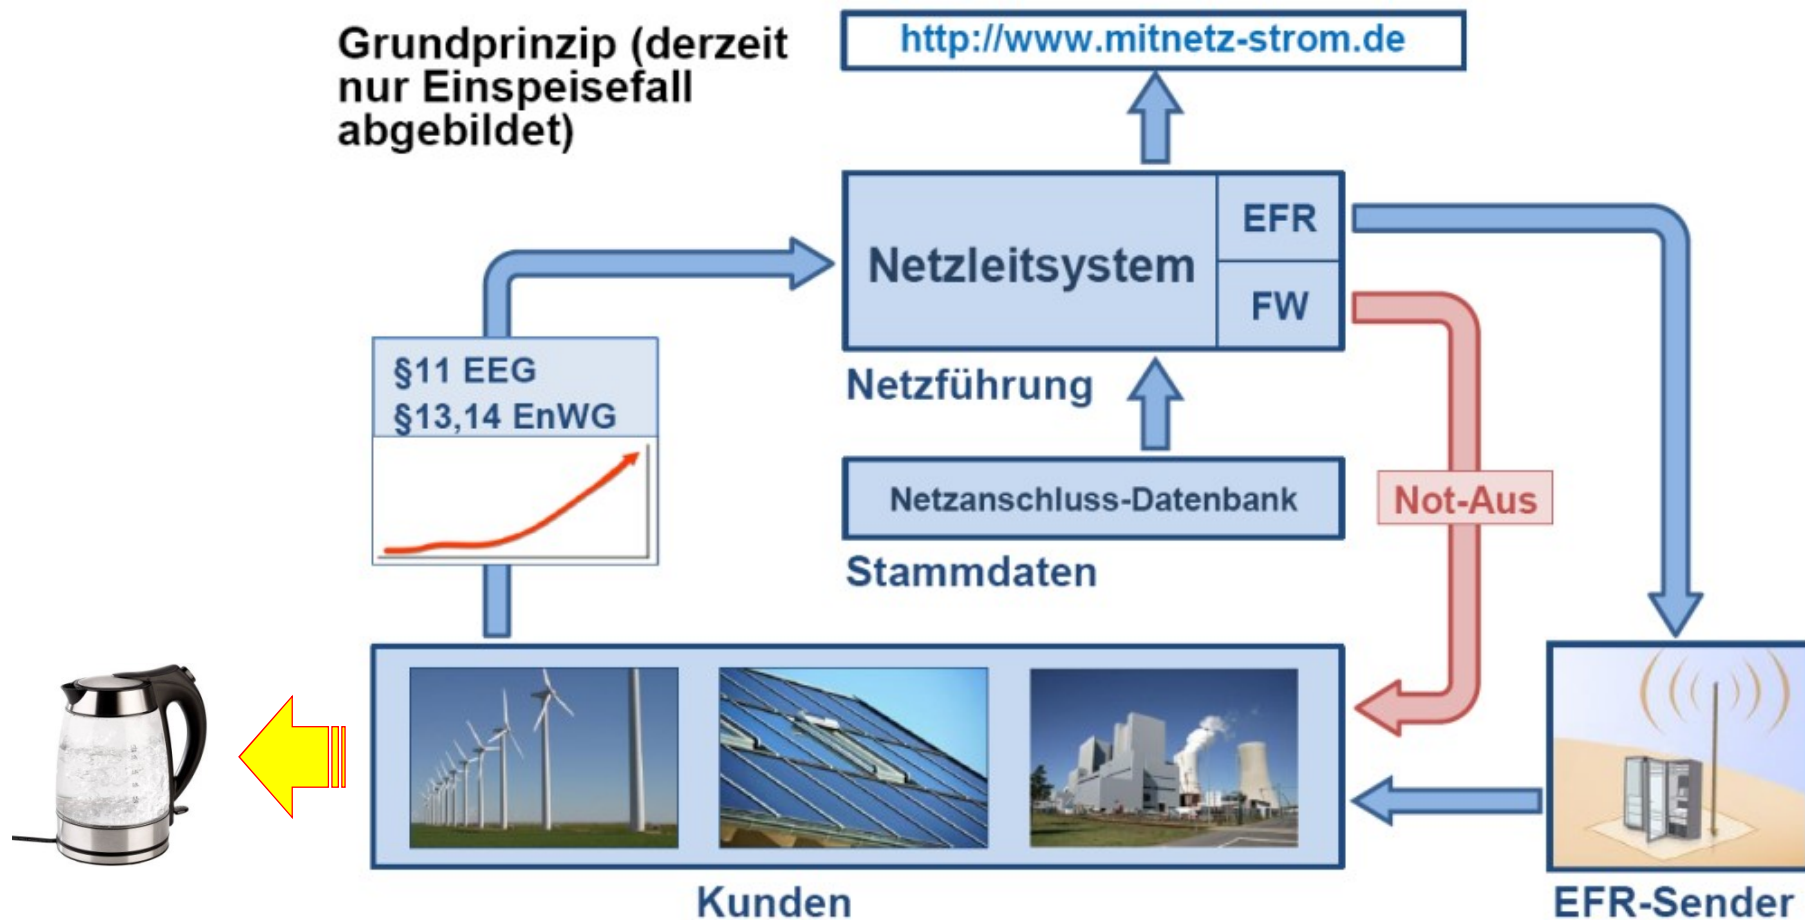 Grundprinzip (derzeit
nur Einspeisefall
abgebildet)
http://www.mitnetz-strom.de
Netzleitsystem
EFR
FW
Netzführung
§11 EEG
§13,14 EnWG
Netzanschluss-Datenbank
Stammdaten
Not-Aus
Kunden
EFR-Sender